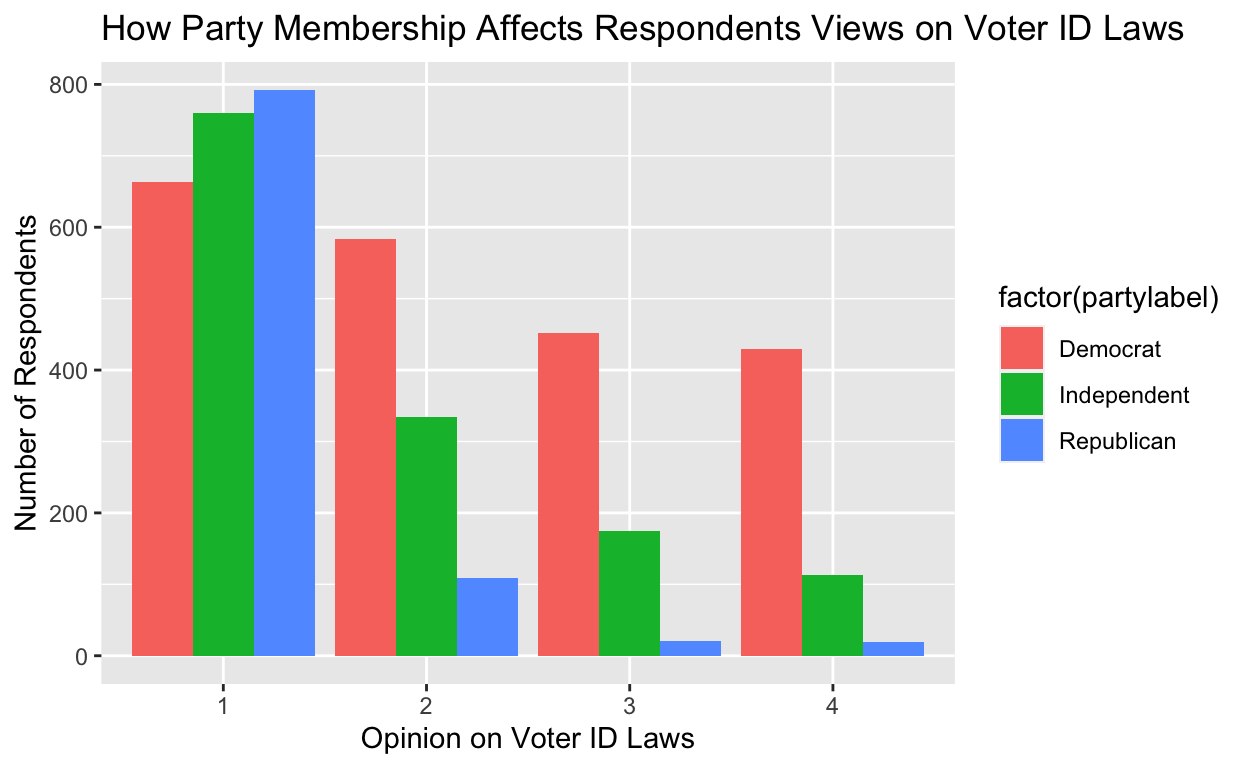 How Party Membership Affects Respondents Views on Voter ID Laws
Number of Respondents
800
600
400
200
0
1 2 3 4
Opinion on Voter ID Laws
factor(partylabel)
Democrat
Independent
Republican